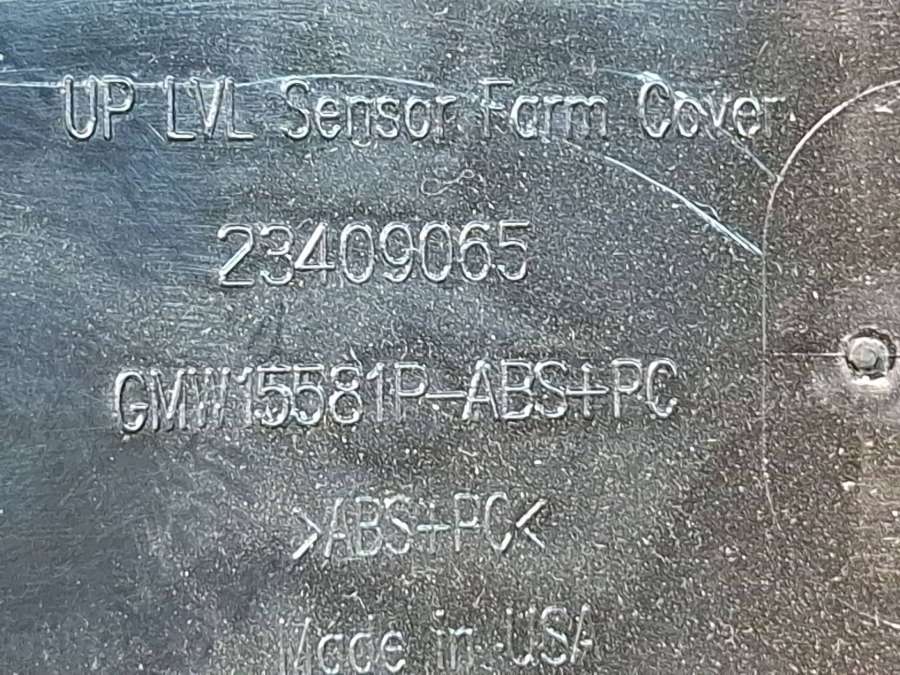 UP LVL Sensor Farm Cover
23409065
GMW15581P-ABS+PC
>ABS+PC<
Made in USA